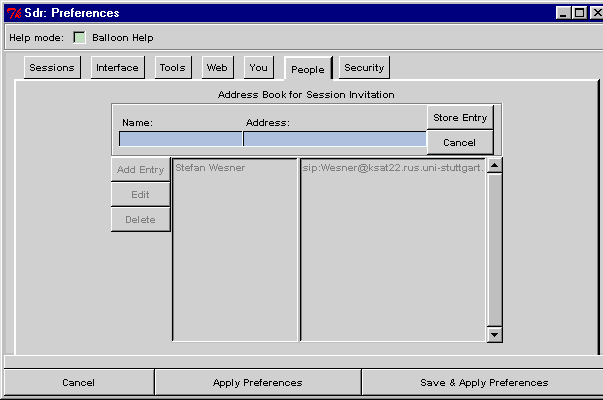 Sdr: Preferences
Help mode: Balloon Help
Sessions Interface Tools Web You People Security
Address Book for Session Invitation
Name: Address: Store Entry
Cancel
Add Entry Stefan Wesner sip:Wesner@ksat22.rus.uni-stuttgart.
Edit
Delete
Cancel Apply Preferences Save & Apply Preferences